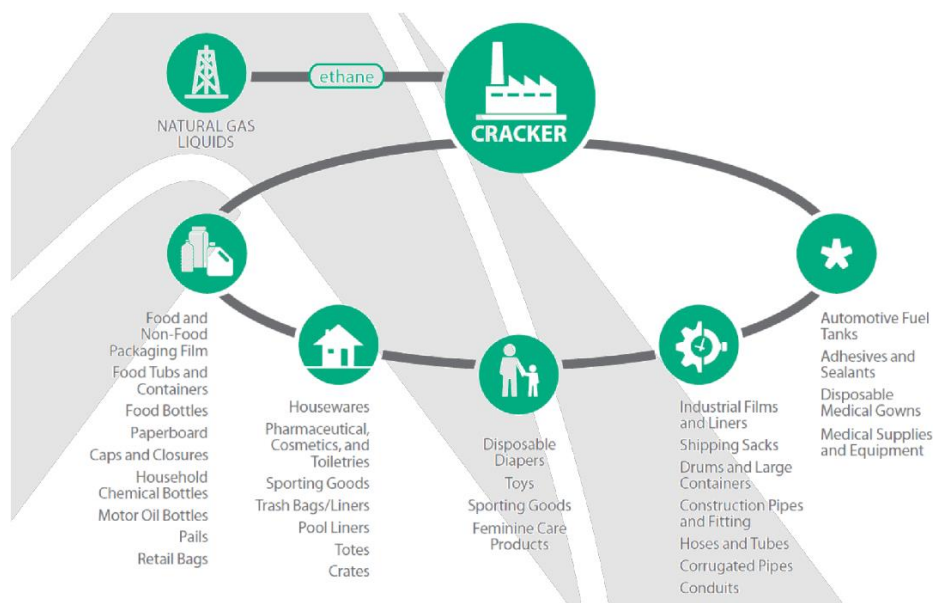 ethane
CRACKER
NATURAL GAS
LIQUIDS
Food and
Non-Food
Packaging Film
Food Tubs and
Containers
Food Bottles
Paperboard
Caps and Closures
Household
Chemical Bottles
Motor Oil Bottles
Pails
Retail Bags
Housewares
Pharmaceutical,
Cosmetics, and
Toiletries
Sporting Goods
Trash Bags/Liners
Pool Liners
Totes
Crates
Disposable
Diapers
Toys
Sporting Goods
Feminine Care
Products
Industrial Films
and Liners
Shipping Sacks
Drums and Large
Containers
Construction Pipes
and Fitting
Hoses and Tubes
Corrugated Pipes
Conduits
Automotive Fuel
Tanks
Adhesives and
Sealants
Disposable
Medical Gowns
Medical Supplies
and Equipment